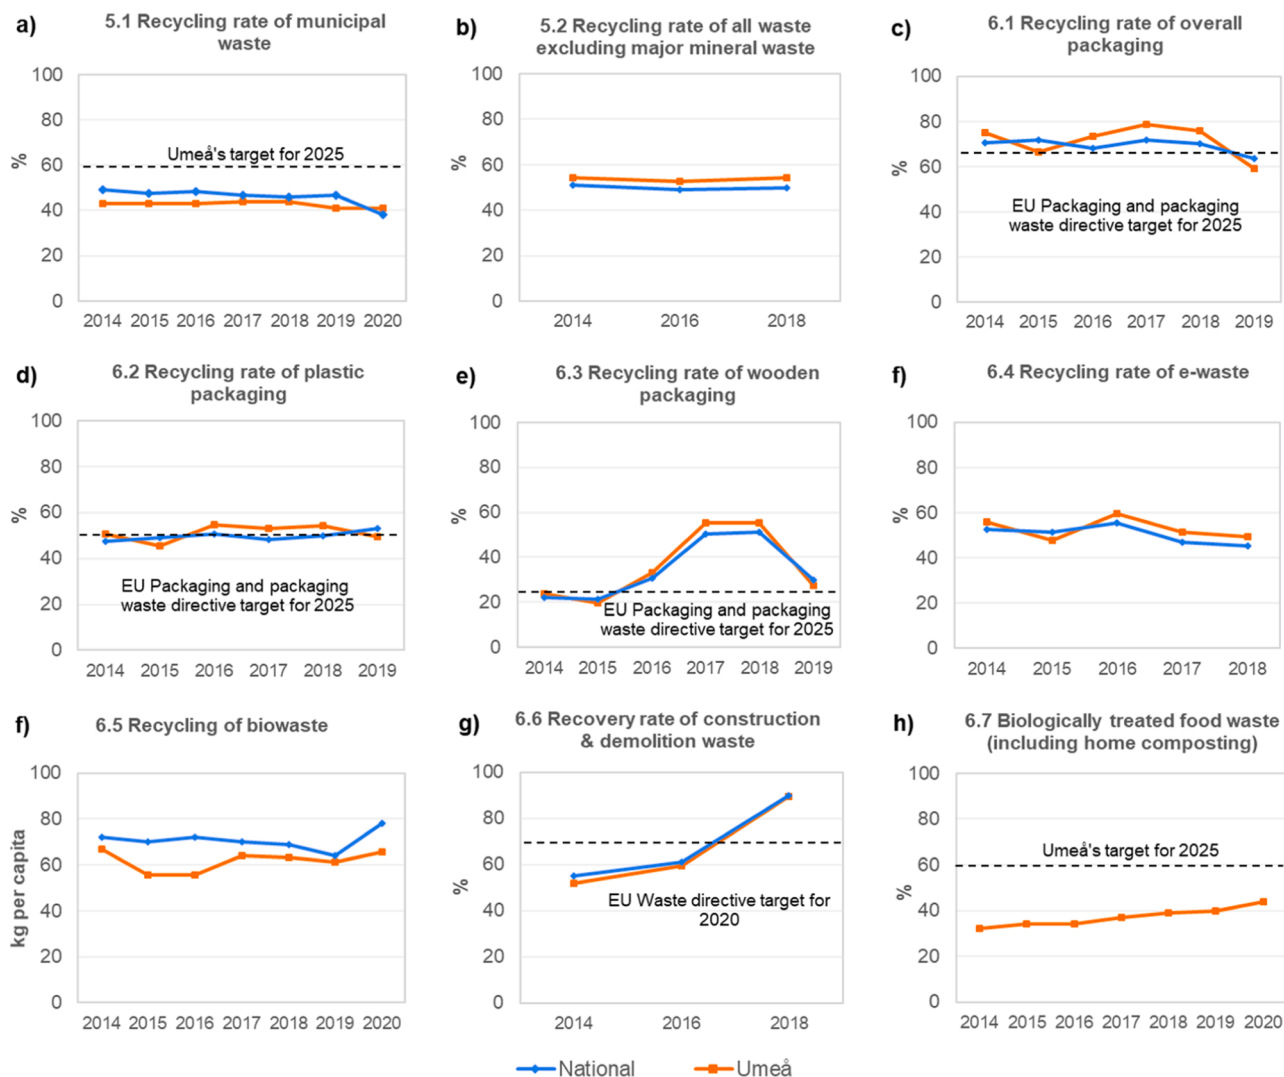 a)
5.1 Recycling rate of municipal
waste
100
80
60
40
20
0
%
Umeå's target for 2025
2014 2015 2016 2017 2018 2019 2020
b)
5.2 Recycling rate of all waste
excluding major mineral waste
100
80
60
40
20
0
%
2014 2016 2018
c)
6.1 Recycling rate of overall
packaging
100
80
60
40
20
0
%
EU Packaging and packaging
waste directive target for 2025
2014 2015 2016 2017 2018 2019
d)
6.2 Recycling rate of plastic
packaging
100
80
60
40
20
0
%
EU Packaging and packaging
waste directive target for 2025
2014 2015 2016 2017 2018 2019
e)
6.3 Recycling rate of wooden
packaging
100
80
60
40
20
0
%
EU Packaging and packaging
waste directive target for 2025
2014 2015 2016 2017 2018 2019
f)
6.4 Recycling rate of e-waste
100
80
60
40
20
0
%
2014 2015 2016 2017 2018
f)
6.5 Recycling of biowaste
100
80
60
40
20
0
kg per capita
2014 2015 2016 2017 2018 2019 2020
g)
6.6 Recovery rate of construction
& demolition waste
100
80
60
40
20
0
%
EU Waste directive target for
2020
2014 2016 2018
h)
6.7 Biologically treated food waste
(including home composting)
100
80
60
40
20
0
%
Umeå's target for 2025
2014 2015 2016 2017 2018 2019 2020
National Umeå